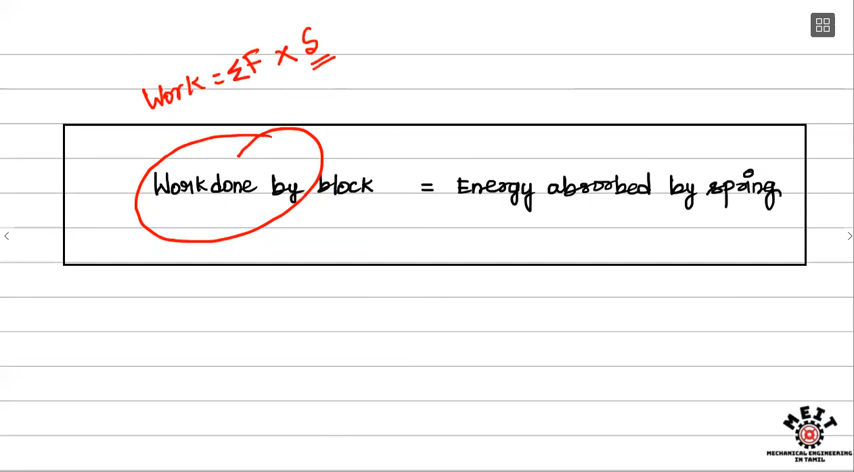 Work = ΣF × S
Workdone by block = Energy absorbed by spring
MEIT
MECHANICAL ENGINEERING
IN TAMIL